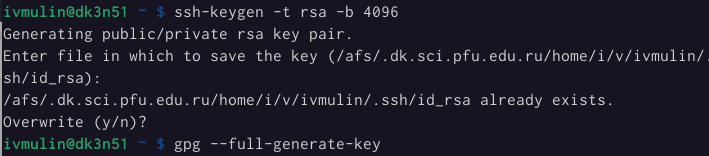 ivmulin@dk3n51 ~ $ ssh-keygen -t rsa -b 4096
Generating public/private rsa key pair.
Enter file in which to save the key (/afs/.dk.sci.pfu.edu.ru/home/i/v/ivmulin/.
sh/id_rsa):
/afs/.dk.sci.pfu.edu.ru/home/i/v/ivmulin/.ssh/id_rsa already exists.
Overwrite (y/n)?
ivmulin@dk3n51 ~ $ gpg --full-generate-key